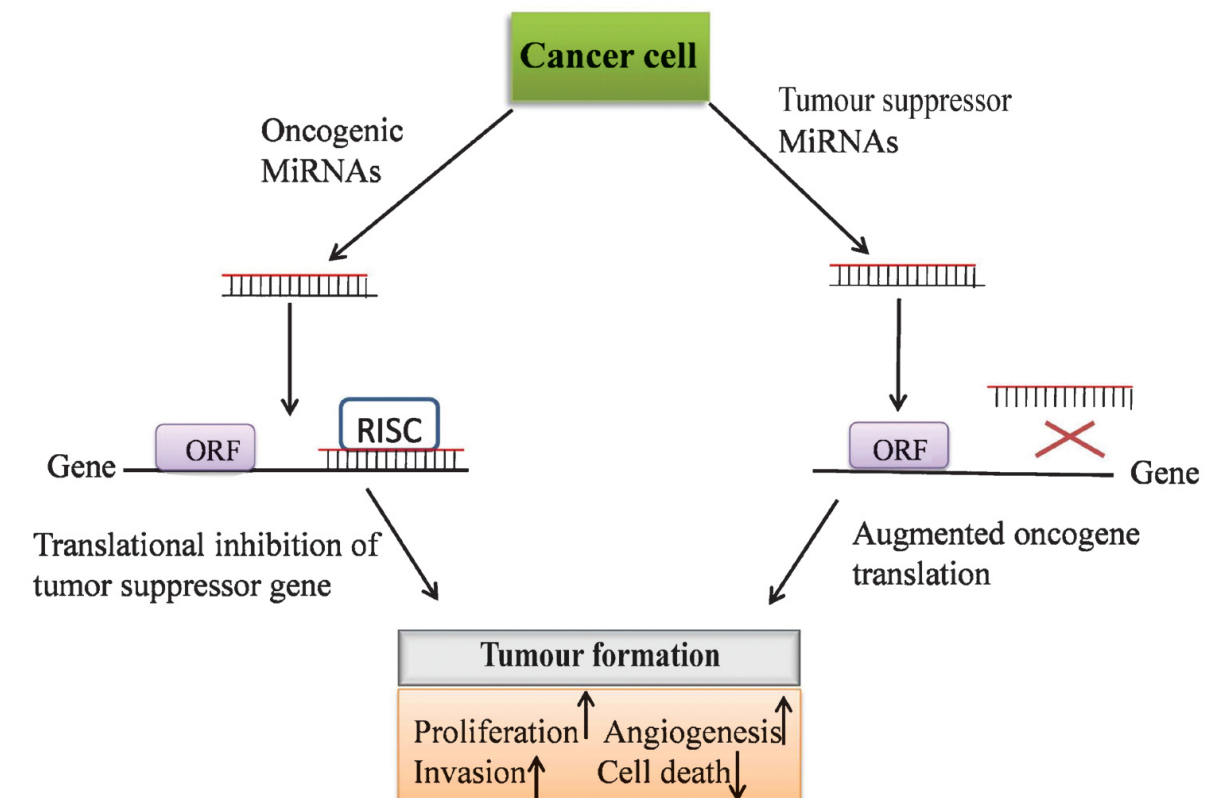 Cancer cell
Oncogenic
MiRNAs
Tumour suppressor
MiRNAs
ORF
RISC
Gene
ORF
Gene
Translational inhibition of
tumor suppressor gene
Augmented oncogene
translation
Tumour formation
Proliferation Angiogenesis
Invasion Cell death